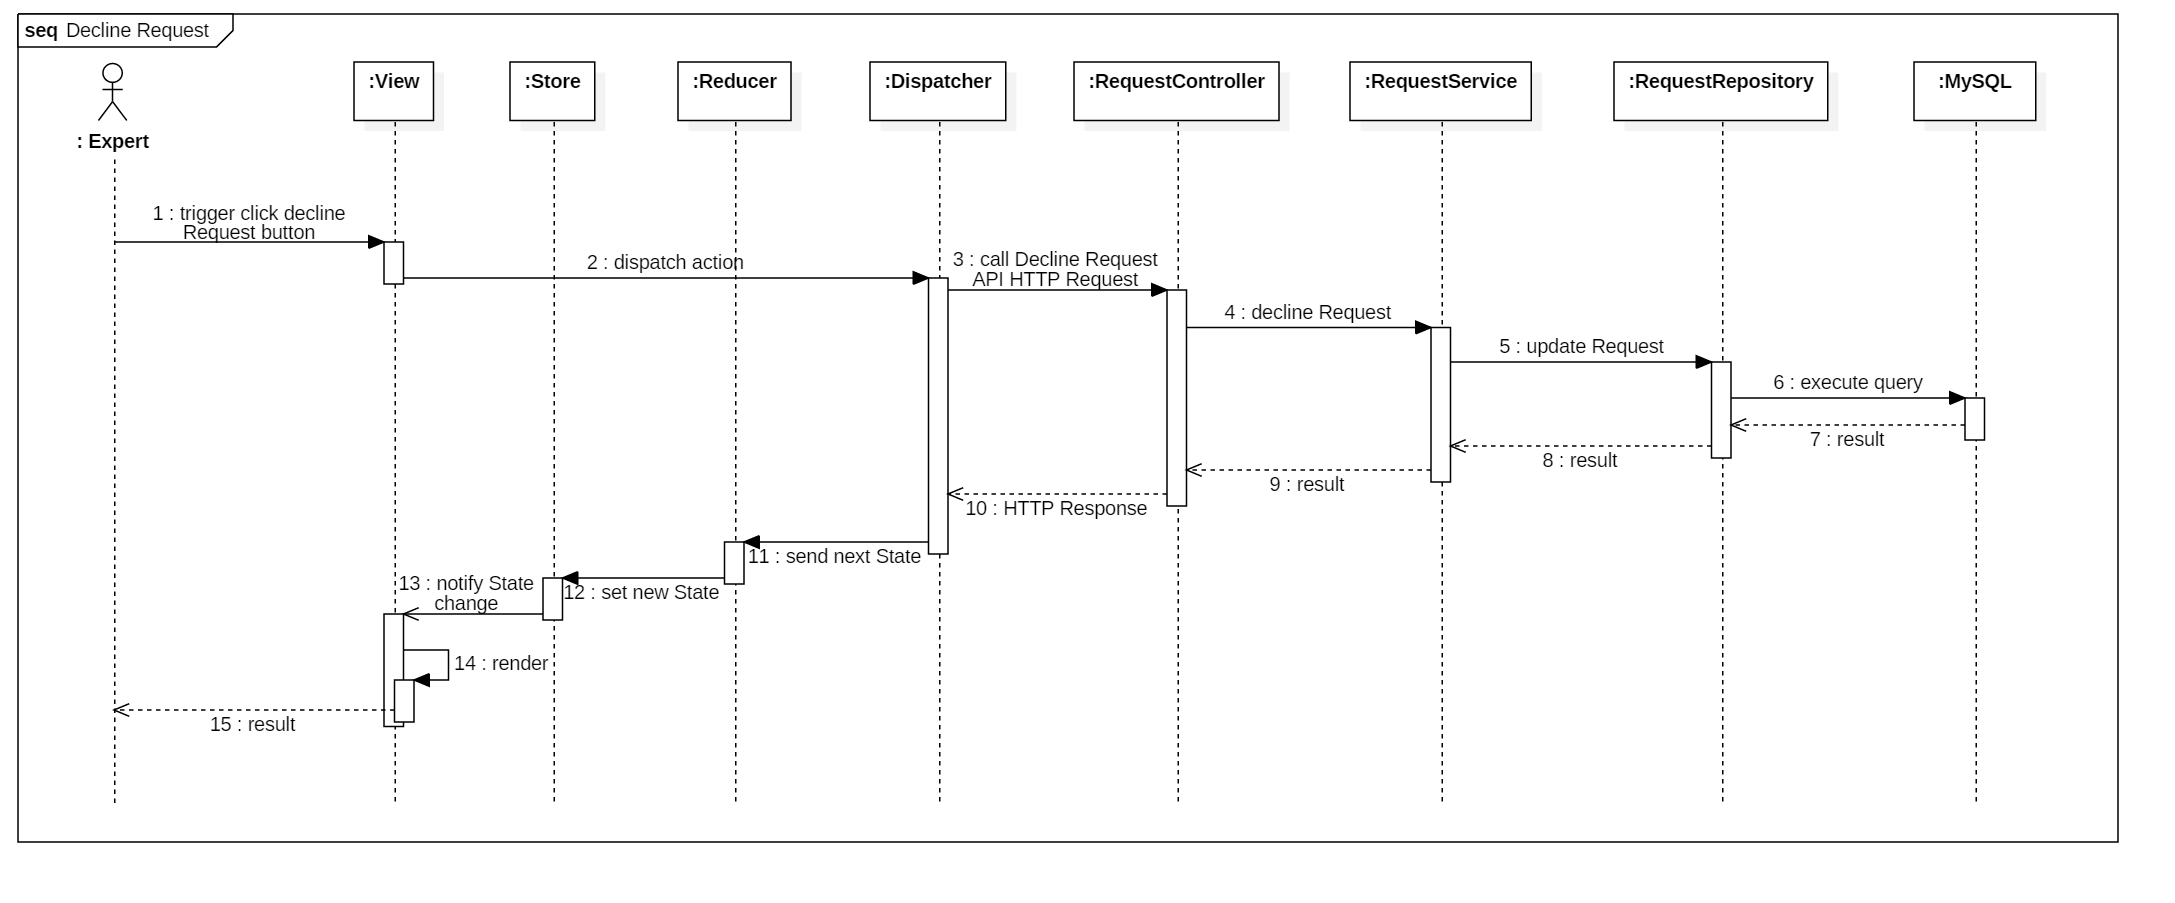 seq Decline Request
: Expert
:View
:Store
:Reducer
:Dispatcher
:RequestController
:RequestService
:RequestRepository
:MySQL
1 : trigger click decline
Request button
2 : dispatch action
3 : call Decline Request
API HTTP Request
4 : decline Request
5 : update Request
6 : execute query
7 : result
8 : result
9 : result
10 : HTTP Response
11 : send next State
12 : set new State
13 : notify State
change
14 : render
15 : result